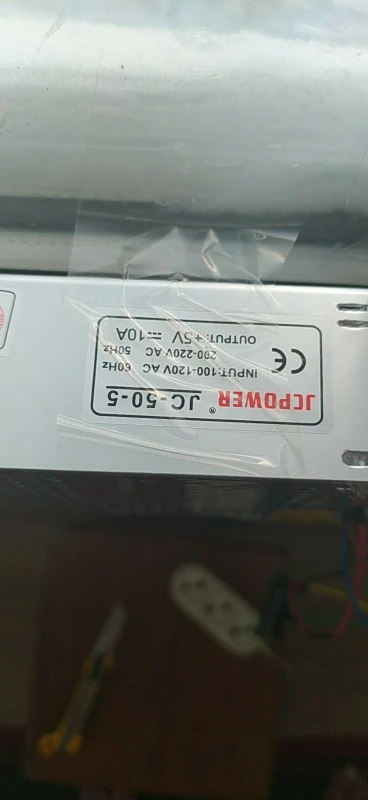 JCPOWER® JC-50-5
INPUT:100-120V AC 60Hz
200-220V AC 50Hz
OUTPUT:+5V ⎓ 10A
CE